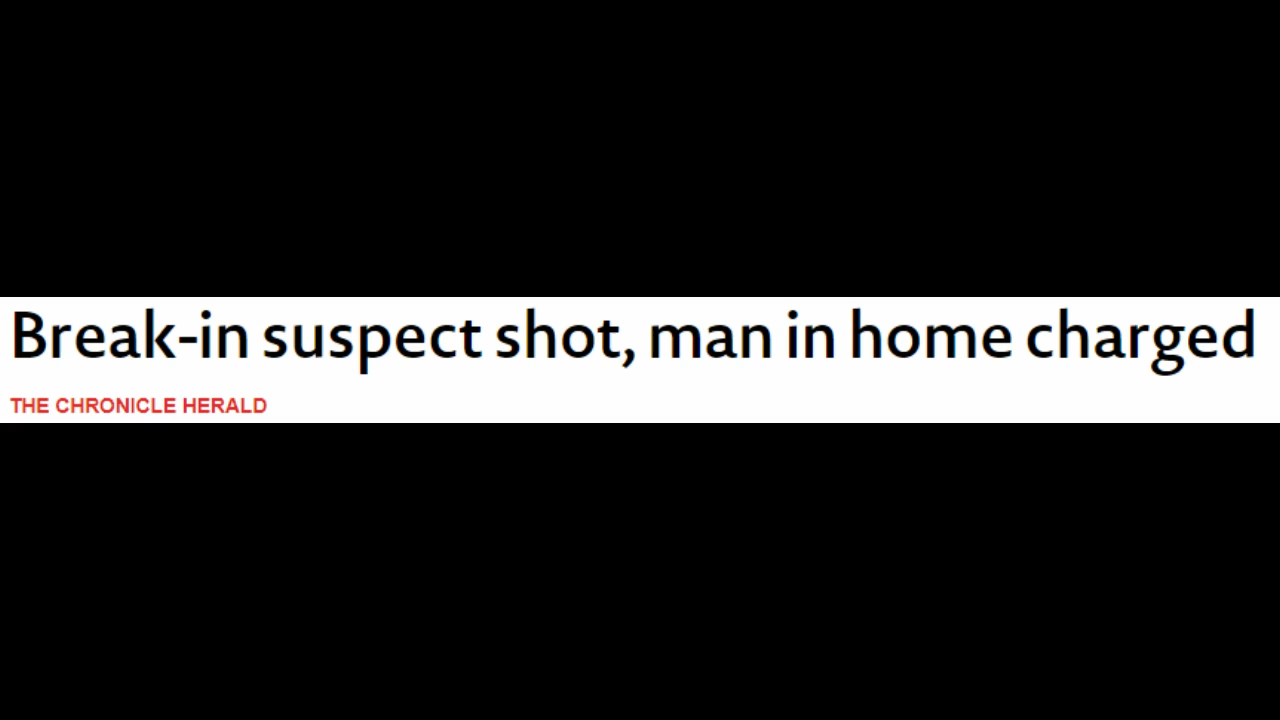 Break-in suspect shot, man in home charged
THE CHRONICLE HERALD